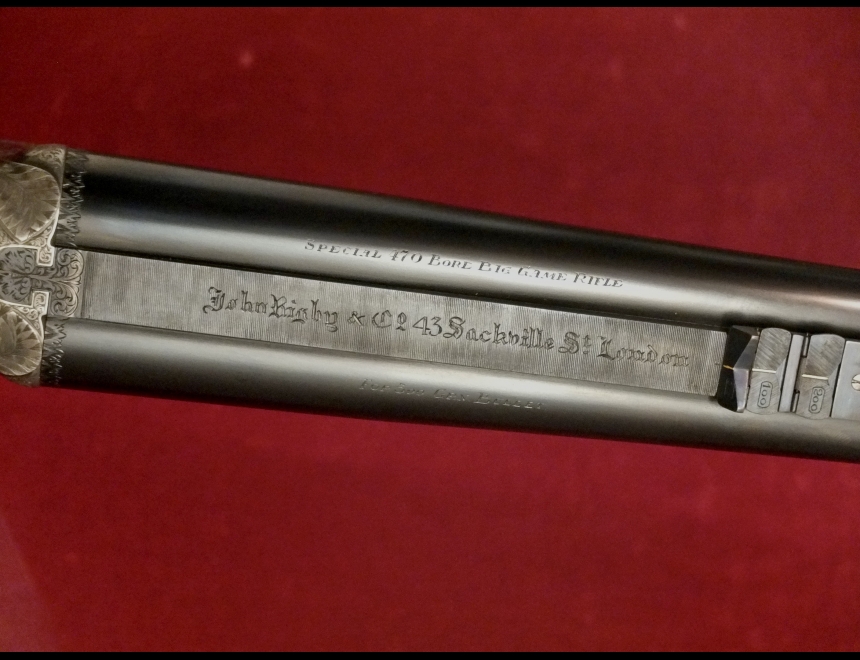 SPECIAL 470 BORE BIG GAME RIFLE
John Rigby & Co 43 Sackville St London
100
200